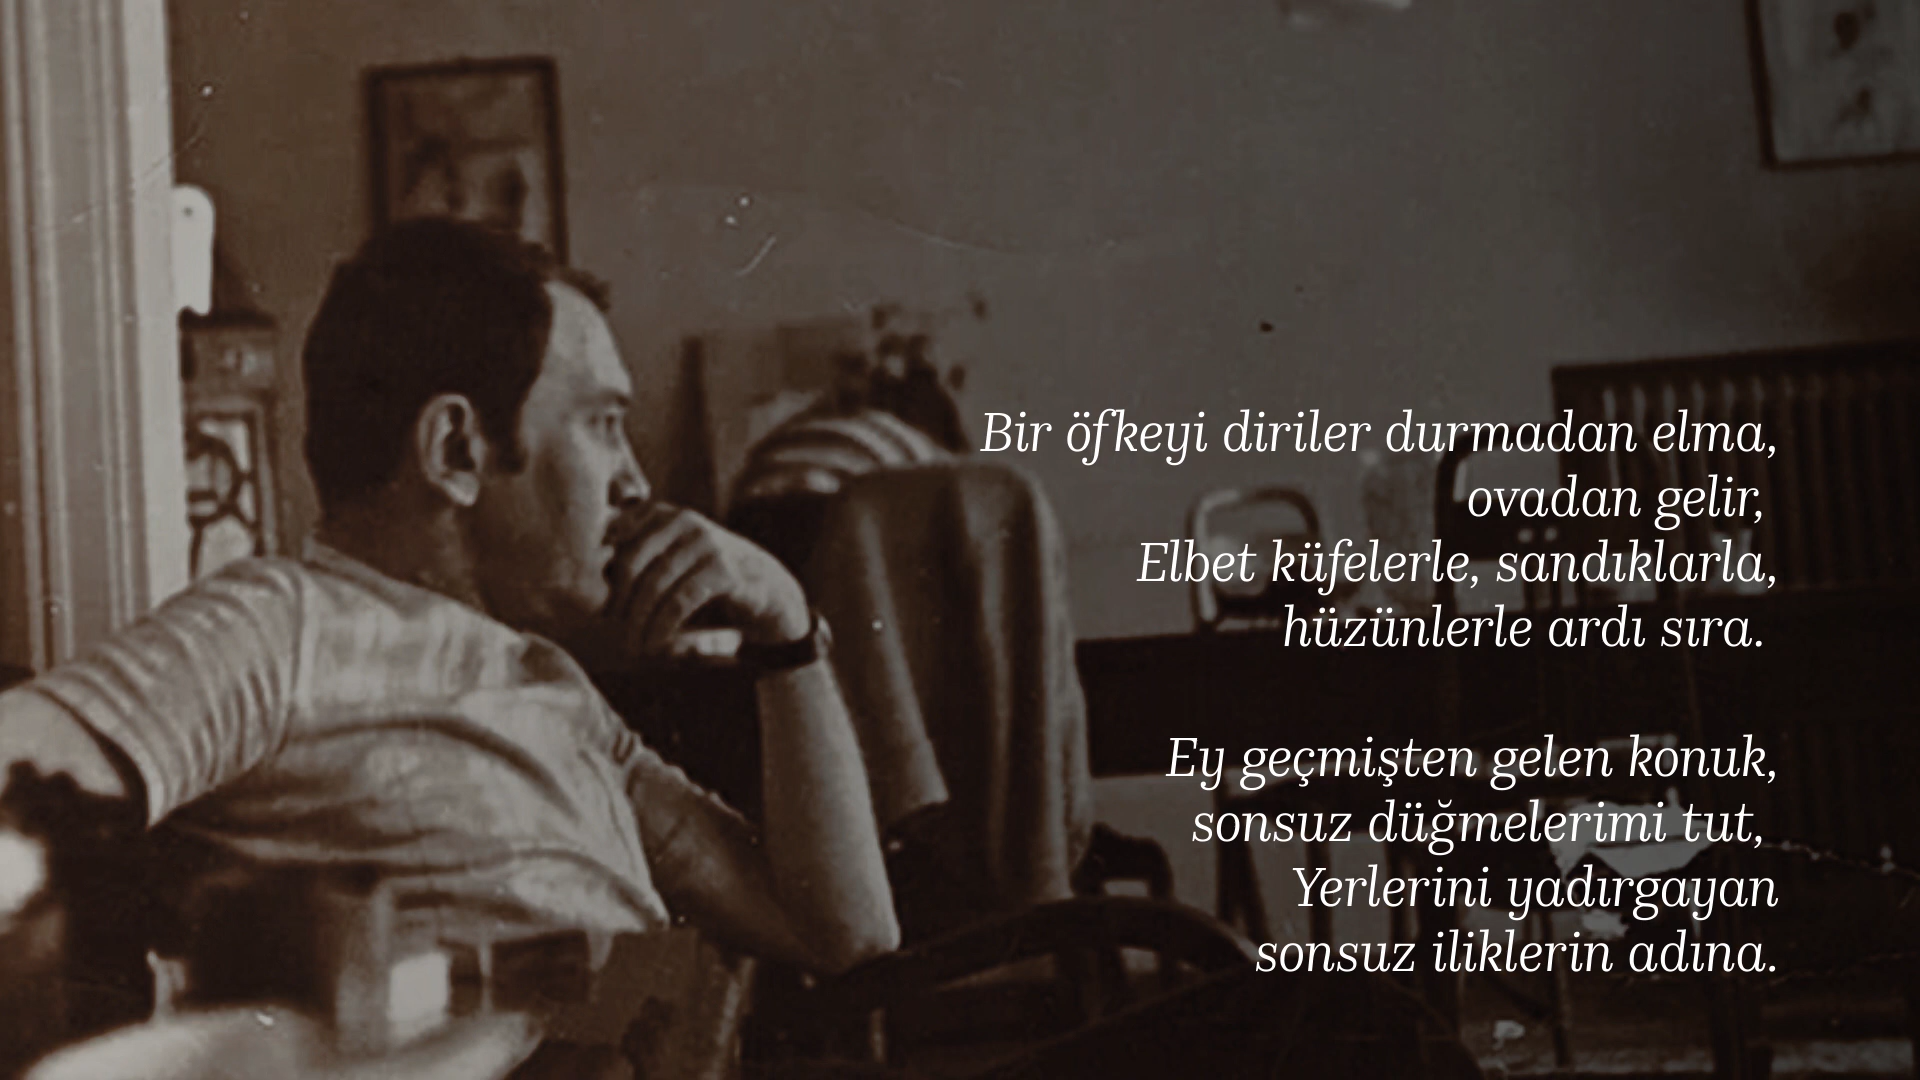 Bir öfkeyi diriler durmadan elma,
ovadan gelir,
Elbet küfelerle, sandıklarla,
hüzünlerle ardı sıra.
Ey geçmişten gelen konuk,
sonsuz düğmelerimi tut,
Yerlerini yadırgayan
sonsuz iliklerin adına.